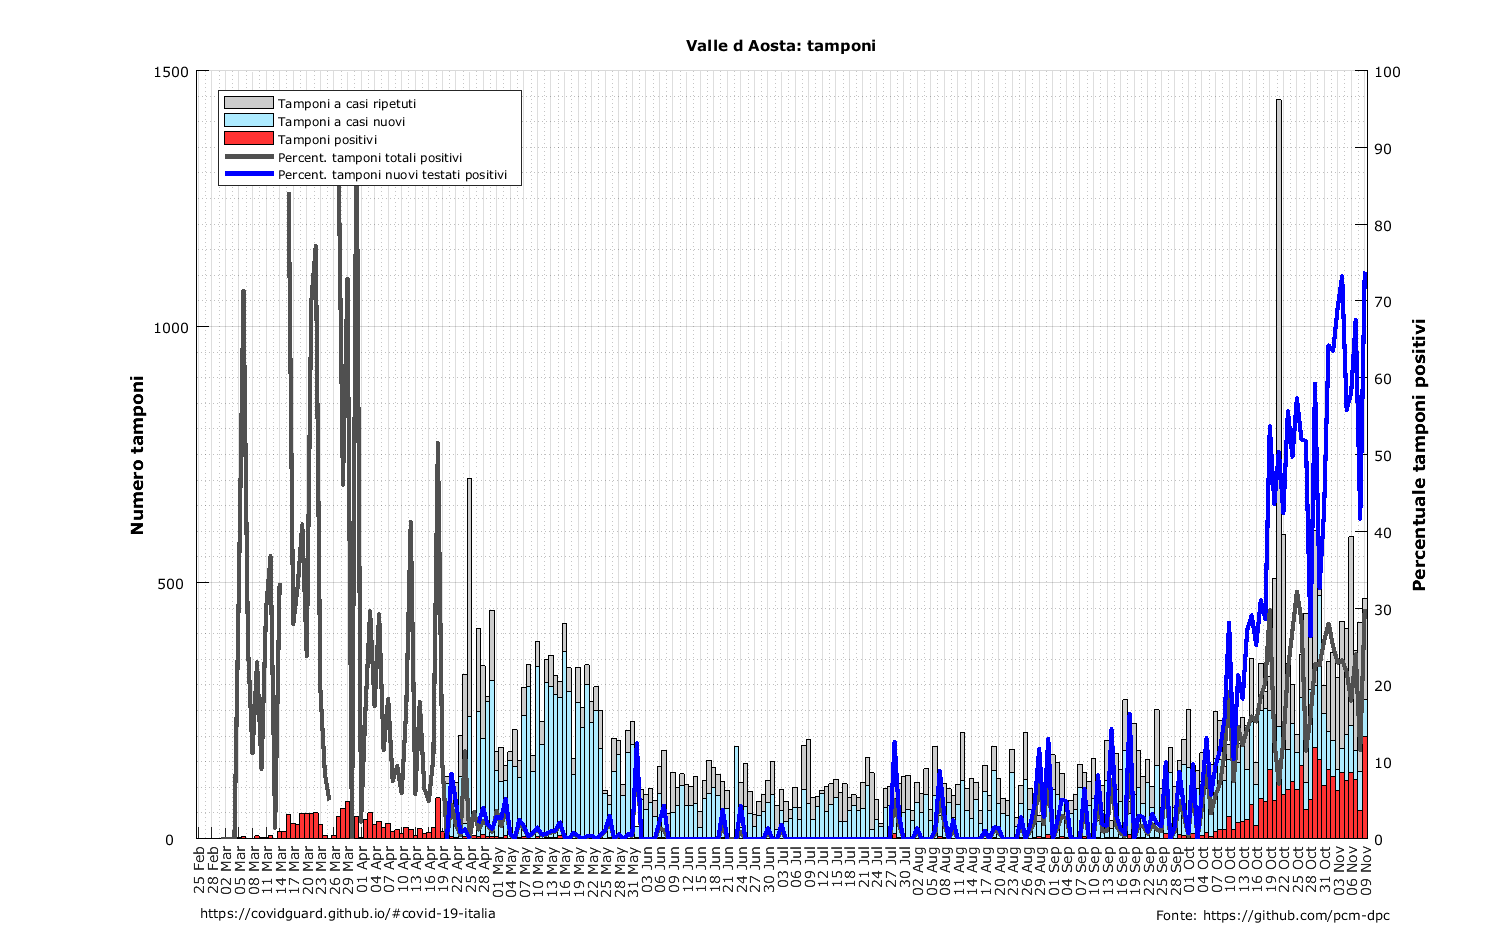 Valle d Aosta: tamponi
1500
1000
500
0
100
90
80
70
60
50
40
30
20
10
0
Numero tamponi
Percentuale tamponi positivi
Tamponi a casi ripetuti
Tamponi a casi nuovi
Tamponi positivi
Percent. tamponi totali positivi
Percent. tamponi nuovi testati positivi
25 Feb
28 Feb
02 Mar
05 Mar
08 Mar
11 Mar
14 Mar
17 Mar
20 Mar
23 Mar
26 Mar
29 Mar
01 Apr
04 Apr
07 Apr
10 Apr
13 Apr
16 Apr
19 Apr
22 Apr
25 Apr
28 Apr
01 May
04 May
07 May
10 May
13 May
16 May
19 May
22 May
25 May
28 May
31 May
03 Jun
06 Jun
09 Jun
12 Jun
15 Jun
18 Jun
21 Jun
24 Jun
27 Jun
30 Jun
03 Jul
06 Jul
09 Jul
12 Jul
15 Jul
18 Jul
21 Jul
24 Jul
27 Jul
30 Jul
02 Aug
05 Aug
08 Aug
11 Aug
14 Aug
17 Aug
20 Aug
23 Aug
26 Aug
29 Aug
01 Sep
04 Sep
07 Sep
10 Sep
13 Sep
16 Sep
19 Sep
22 Sep
25 Sep
28 Sep
01 Oct
04 Oct
07 Oct
10 Oct
13 Oct
16 Oct
19 Oct
22 Oct
25 Oct
28 Oct
31 Oct
03 Nov
06 Nov
09 Nov
https://covidguard.github.io/#covid-19-italia
Fonte: https://github.com/pcm-dpc